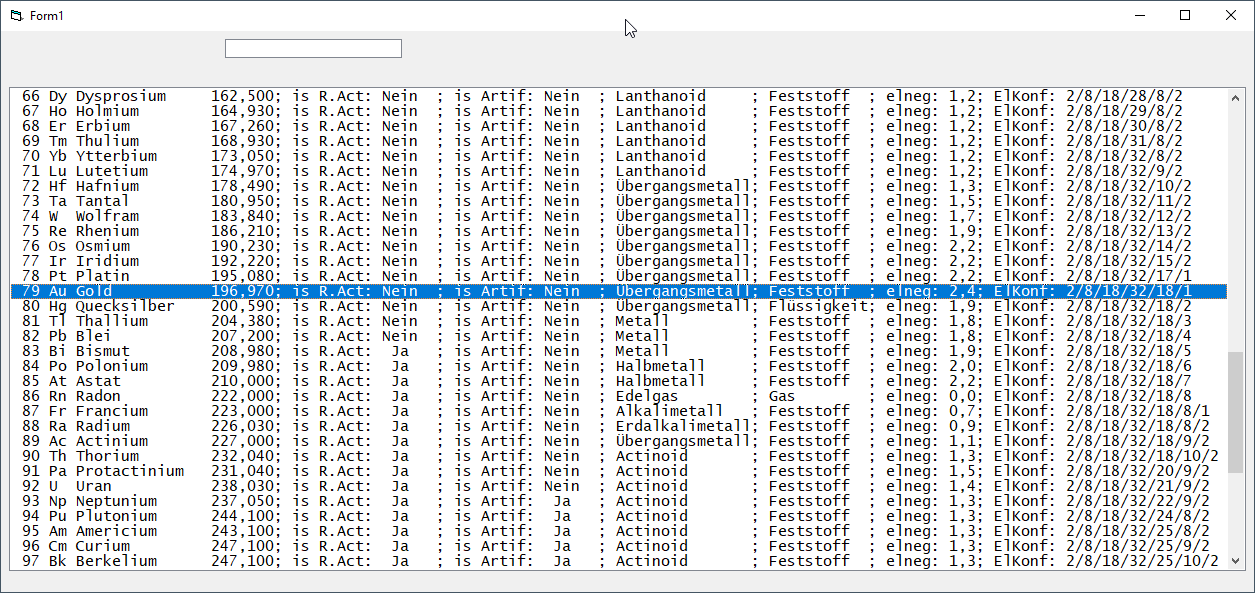 Form1
66 Dy Dysprosium 162,500; is R.Act: Nein ; is Artif: Nein ; Lanthanoid ; Feststoff ; elneg: 1,2; ElKonf: 2/8/18/28/8/2
67 Ho Holmium 164,930; is R.Act: Nein ; is Artif: Nein ; Lanthanoid ; Feststoff ; elneg: 1,2; ElKonf: 2/8/18/29/8/2
68 Er Erbium 167,260; is R.Act: Nein ; is Artif: Nein ; Lanthanoid ; Feststoff ; elneg: 1,2; ElKonf: 2/8/18/30/8/2
69 Tm Thulium 168,930; is R.Act: Nein ; is Artif: Nein ; Lanthanoid ; Feststoff ; elneg: 1,2; ElKonf: 2/8/18/31/8/2
70 Yb Ytterbium 173,050; is R.Act: Nein ; is Artif: Nein ; Lanthanoid ; Feststoff ; elneg: 1,2; ElKonf: 2/8/18/32/8/2
71 Lu Lutetium 174,970; is R.Act: Nein ; is Artif: Nein ; Lanthanoid ; Feststoff ; elneg: 1,2; ElKonf: 2/8/18/32/9/2
72 Hf Hafnium 178,490; is R.Act: Nein ; is Artif: Nein ; Übergangsmetall; Feststoff ; elneg: 1,3; ElKonf: 2/8/18/32/10/2
73 Ta Tantal 180,950; is R.Act: Nein ; is Artif: Nein ; Übergangsmetall; Feststoff ; elneg: 1,5; ElKonf: 2/8/18/32/11/2
74 W Wolfram 183,840; is R.Act: Nein ; is Artif: Nein ; Übergangsmetall; Feststoff ; elneg: 1,7; ElKonf: 2/8/18/32/12/2
75 Re Rhenium 186,210; is R.Act: Nein ; is Artif: Nein ; Übergangsmetall; Feststoff ; elneg: 1,9; ElKonf: 2/8/18/32/13/2
76 Os Osmium 190,230; is R.Act: Nein ; is Artif: Nein ; Übergangsmetall; Feststoff ; elneg: 2,2; ElKonf: 2/8/18/32/14/2
77 Ir Iridium 192,220; is R.Act: Nein ; is Artif: Nein ; Übergangsmetall; Feststoff ; elneg: 2,2; ElKonf: 2/8/18/32/15/2
78 Pt Platin 195,080; is R.Act: Nein ; is Artif: Nein ; Übergangsmetall; Feststoff ; elneg: 2,2; ElKonf: 2/8/18/32/17/1
79 Au Gold 196,970; is R.Act: Nein ; is Artif: Nein ; Übergangsmetall; Feststoff ; elneg: 2,4; ElKonf: 2/8/18/32/18/1
80 Hg Quecksilber 200,590; is R.Act: Nein ; is Artif: Nein ; Übergangsmetall; Flüssigkeit; elneg: 1,9; ElKonf: 2/8/18/32/18/2
81 Tl Thallium 204,380; is R.Act: Nein ; is Artif: Nein ; Metall ; Feststoff ; elneg: 1,8; ElKonf: 2/8/18/32/18/3
82 Pb Blei 207,200; is R.Act: Nein ; is Artif: Nein ; Metall ; Feststoff ; elneg: 1,8; ElKonf: 2/8/18/32/18/4
83 Bi Bismut 208,980; is R.Act: Ja ; is Artif: Nein ; Metall ; Feststoff ; elneg: 1,9; ElKonf: 2/8/18/32/18/5
84 Po Polonium 209,980; is R.Act: Ja ; is Artif: Nein ; Halbmetall ; Feststoff ; elneg: 2,0; ElKonf: 2/8/18/32/18/6
85 At Astat 210,000; is R.Act: Ja ; is Artif: Nein ; Halbmetall ; Feststoff ; elneg: 2,2; ElKonf: 2/8/18/32/18/7
86 Rn Radon 222,000; is R.Act: Ja ; is Artif: Nein ; Edelgas ; Gas ; elneg: 0,0; ElKonf: 2/8/18/32/18/8
87 Fr Francium 223,000; is R.Act: Ja ; is Artif: Nein ; Alkalimetall ; Feststoff ; elneg: 0,7; ElKonf: 2/8/18/32/18/8/1
88 Ra Radium 226,030; is R.Act: Ja ; is Artif: Nein ; Erdalkalimetall; Feststoff ; elneg: 0,9; ElKonf: 2/8/18/32/18/8/2
89 Ac Actinium 227,000; is R.Act: Ja ; is Artif: Nein ; Übergangsmetall; Feststoff ; elneg: 1,1; ElKonf: 2/8/18/32/18/9/2
90 Th Thorium 232,040; is R.Act: Ja ; is Artif: Nein ; Actinoid ; Feststoff ; elneg: 1,3; ElKonf: 2/8/18/32/18/10/2
91 Pa Protactinium 231,040; is R.Act: Ja ; is Artif: Nein ; Actinoid ; Feststoff ; elneg: 1,5; ElKonf: 2/8/18/32/20/9/2
92 U Uran 238,030; is R.Act: Ja ; is Artif: Nein ; Actinoid ; Feststoff ; elneg: 1,4; ElKonf: 2/8/18/32/21/9/2
93 Np Neptunium 237,050; is R.Act: Ja ; is Artif: Ja ; Actinoid ; Feststoff ; elneg: 1,3; ElKonf: 2/8/18/32/22/9/2
94 Pu Plutonium 244,100; is R.Act: Ja ; is Artif: Ja ; Actinoid ; Feststoff ; elneg: 1,3; ElKonf: 2/8/18/32/24/8/2
95 Am Americium 243,100; is R.Act: Ja ; is Artif: Ja ; Actinoid ; Feststoff ; elneg: 1,3; ElKonf: 2/8/18/32/25/8/2
96 Cm Curium 247,100; is R.Act: Ja ; is Artif: Ja ; Actinoid ; Feststoff ; elneg: 1,3; ElKonf: 2/8/18/32/25/9/2
97 Bk Berkelium 247,100; is R.Act: Ja ; is Artif: Ja ; Actinoid ; Feststoff ; elneg: 1,3; ElKonf: 2/8/18/32/25/10/2